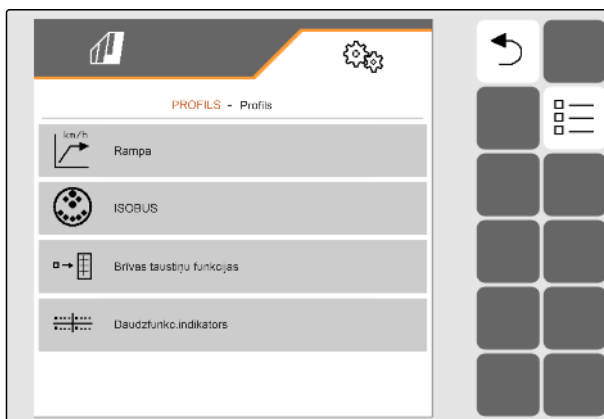 PROFILS - Profils
km/h
Rampa
ISOBUS
Brīvas taustiņu funkcijas
Daudzfunkc.indikators